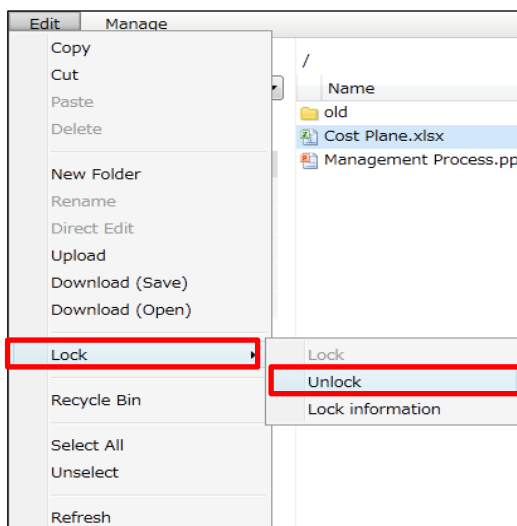 Edit Manage
Copy
Cut
Paste
Delete
New Folder
Rename
Direct Edit
Upload
Download (Save)
Download (Open)
Lock
Recycle Bin
Select All
Unselect
Refresh
/
Name
old
Cost Plane.xlsx
Management Process.pp
Lock
Unlock
Lock information